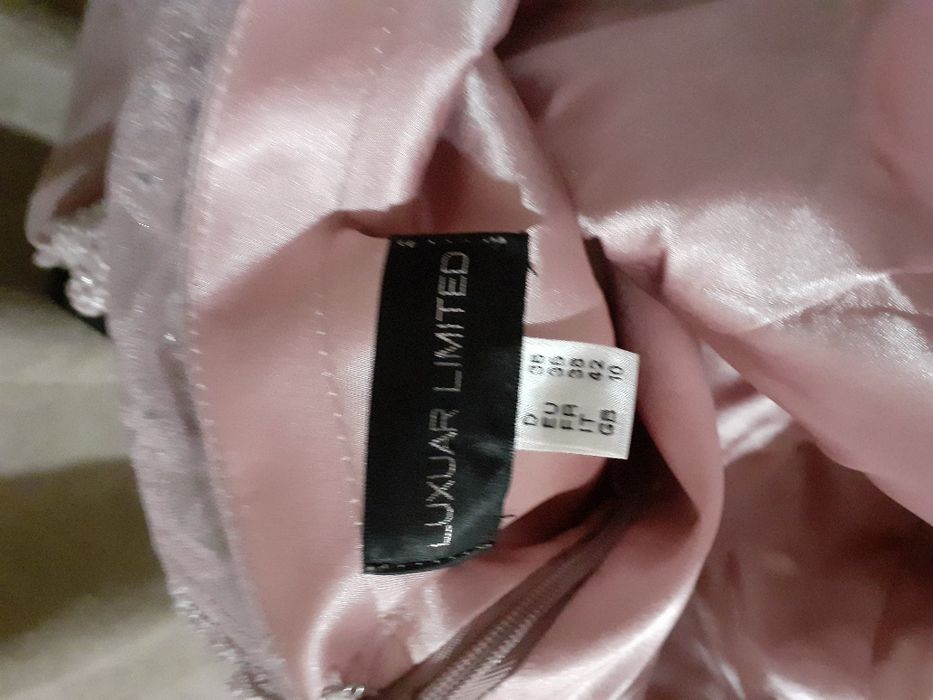 LUXUAR LIMITED
D 36
EU 36
FR 38
IT 42
GB 10